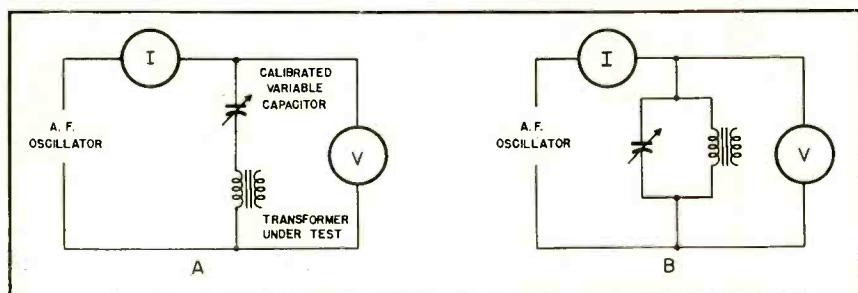 I
CALIBRATED
VARIABLE
CAPACITOR
A. F.
OSCILLATOR
V
TRANSFORMER
UNDER TEST
A
I
A. F.
OSCILLATOR
V
B